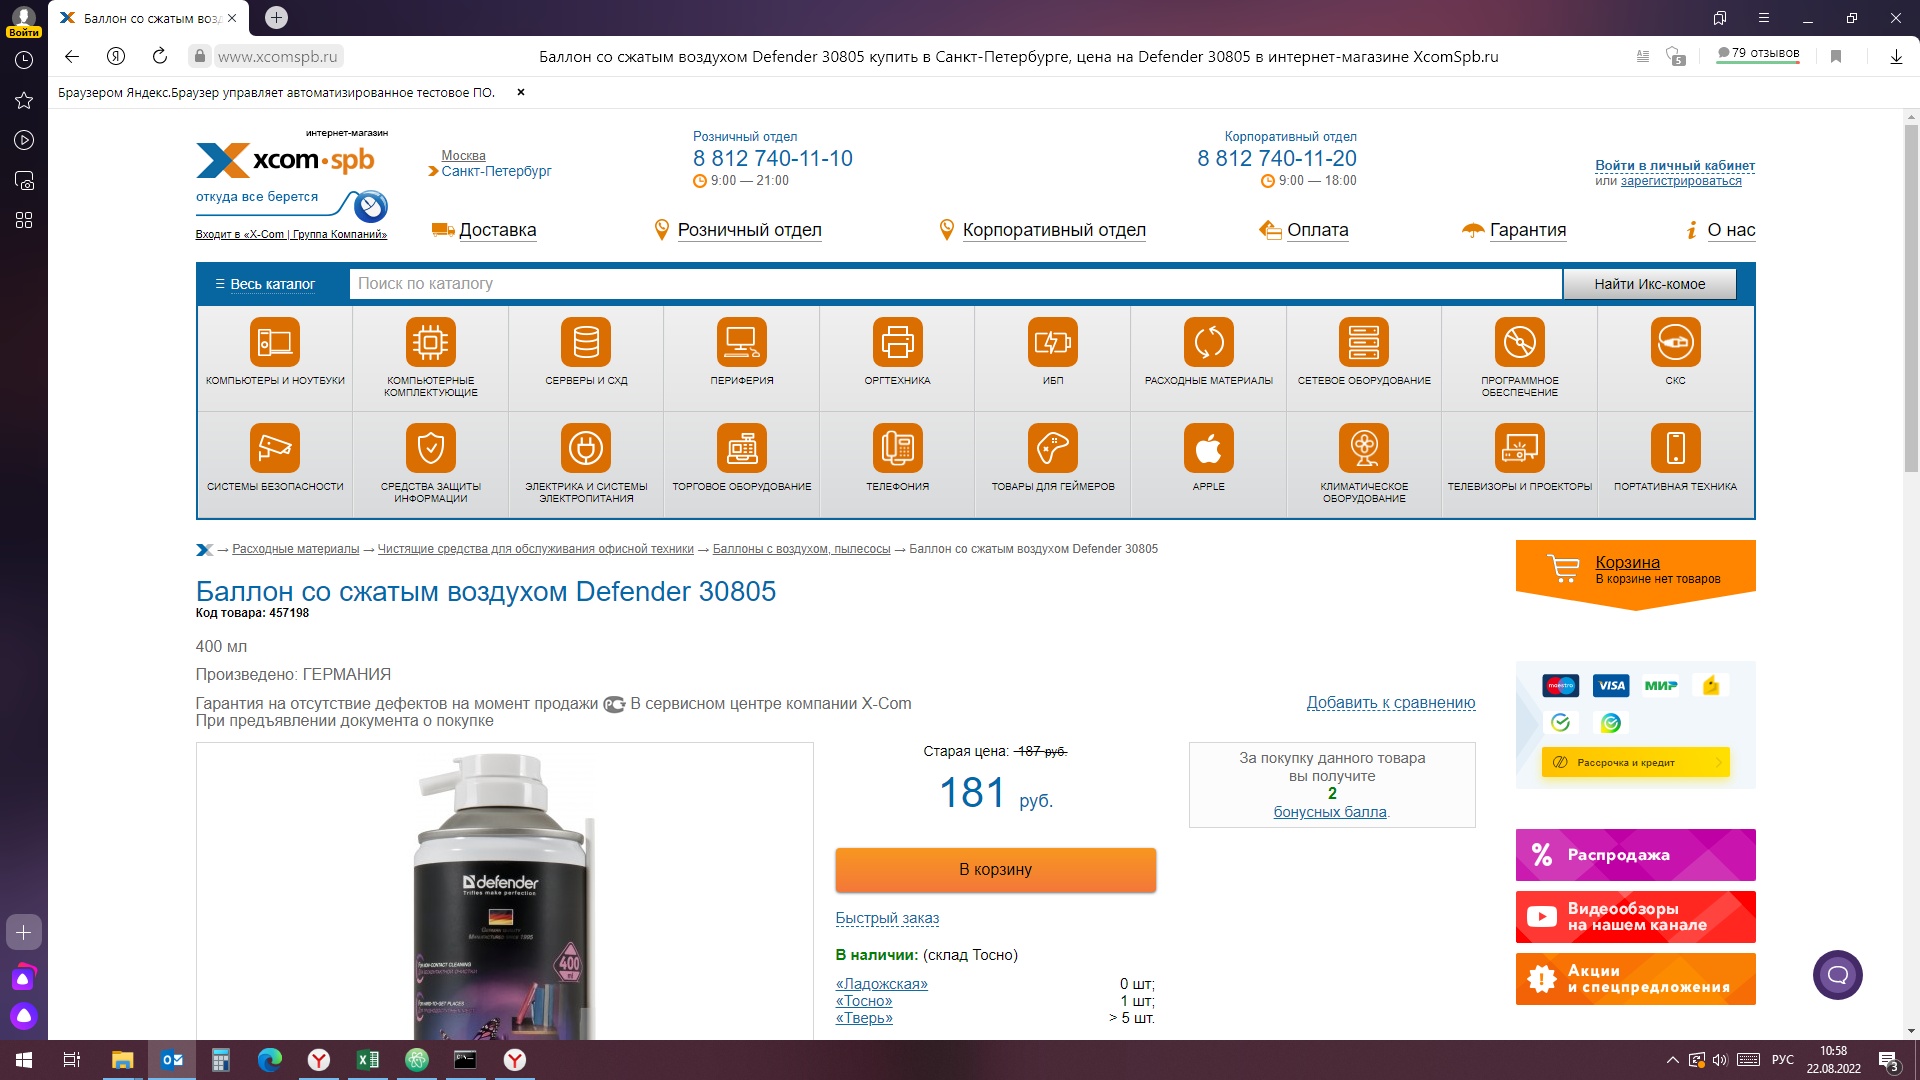 Баллон со сжатым возд
Войти
www.xcomspb.ru
Баллон со сжатым воздухом Defender 30805 купить в Санкт-Петербурге, цена на Defender 30805 в интернет-магазине XcomSpb.ru
5
79 отзывов
Браузером Яндекс.Браузер управляет автоматизированное тестовое ПО.
интернет-магазин
xcom·spb
откуда все берется
Входит в «X-Com | Группа Компаний»
Москва
Санкт-Петербург
Розничный отдел
8 812 740-11-10
9:00 — 21:00
Корпоративный отдел
8 812 740-11-20
9:00 — 18:00
Войти в личный кабинет
или зарегистрироваться
Доставка
Розничный отдел
Корпоративный отдел
Оплата
Гарантия
О нас
Весь каталог
Поиск по каталогу
Найти Икс-комое
КОМПЬЮТЕРЫ И НОУТБУКИ
КОМПЬЮТЕРНЫЕ
КОМПЛЕКТУЮЩИЕ
СЕРВЕРЫ И СХД
ПЕРИФЕРИЯ
ОРГТЕХНИКА
ИБП
РАСХОДНЫЕ МАТЕРИАЛЫ
СЕТЕВОЕ ОБОРУДОВАНИЕ
ПРОГРАММНОЕ
ОБЕСПЕЧЕНИЕ
СКС
СИСТЕМЫ БЕЗОПАСНОСТИ
СРЕДСТВА ЗАЩИТЫ
ИНФОРМАЦИИ
ЭЛЕКТРИКА И СИСТЕМЫ
ЭЛЕКТРОПИТАНИЯ
ТОРГОВОЕ ОБОРУДОВАНИЕ
ТЕЛЕФОНИЯ
ТОВАРЫ ДЛЯ ГЕЙМЕРОВ
APPLE
КЛИМАТИЧЕСКОЕ
ОБОРУДОВАНИЕ
ТЕЛЕВИЗОРЫ И ПРОЕКТОРЫ
ПОРТАТИВНАЯ ТЕХНИКА
→ Расходные материалы → Чистящие средства для обслуживания офисной техники → Баллоны с воздухом, пылесосы → Баллон со сжатым воздухом Defender 30805
Корзина
В корзине нет товаров
Баллон со сжатым воздухом Defender 30805
Код товара: 457198
400 мл
Произведено: ГЕРМАНИЯ
Гарантия на отсутствие дефектов на момент продажи В сервисном центре компании X-Com
При предъявлении документа о покупке
Добавить к сравнению
Старая цена: 187 руб.
181 руб.
За покупку данного товара
вы получите
2
бонусных балла.
В корзину
Быстрый заказ
В наличии: (склад Тосно)
«Ладожская» 0 шт;
«Тосно» 1 шт;
«Тверь» > 5 шт.
defender
Trifles make perfection
400
ml
maestro
VISA
МИР
Рассрочка и кредит
% Распродажа
Видеообзоры
на нашем канале
Акции
и спецпредложения
РУС
10:58
22.08.2022
3